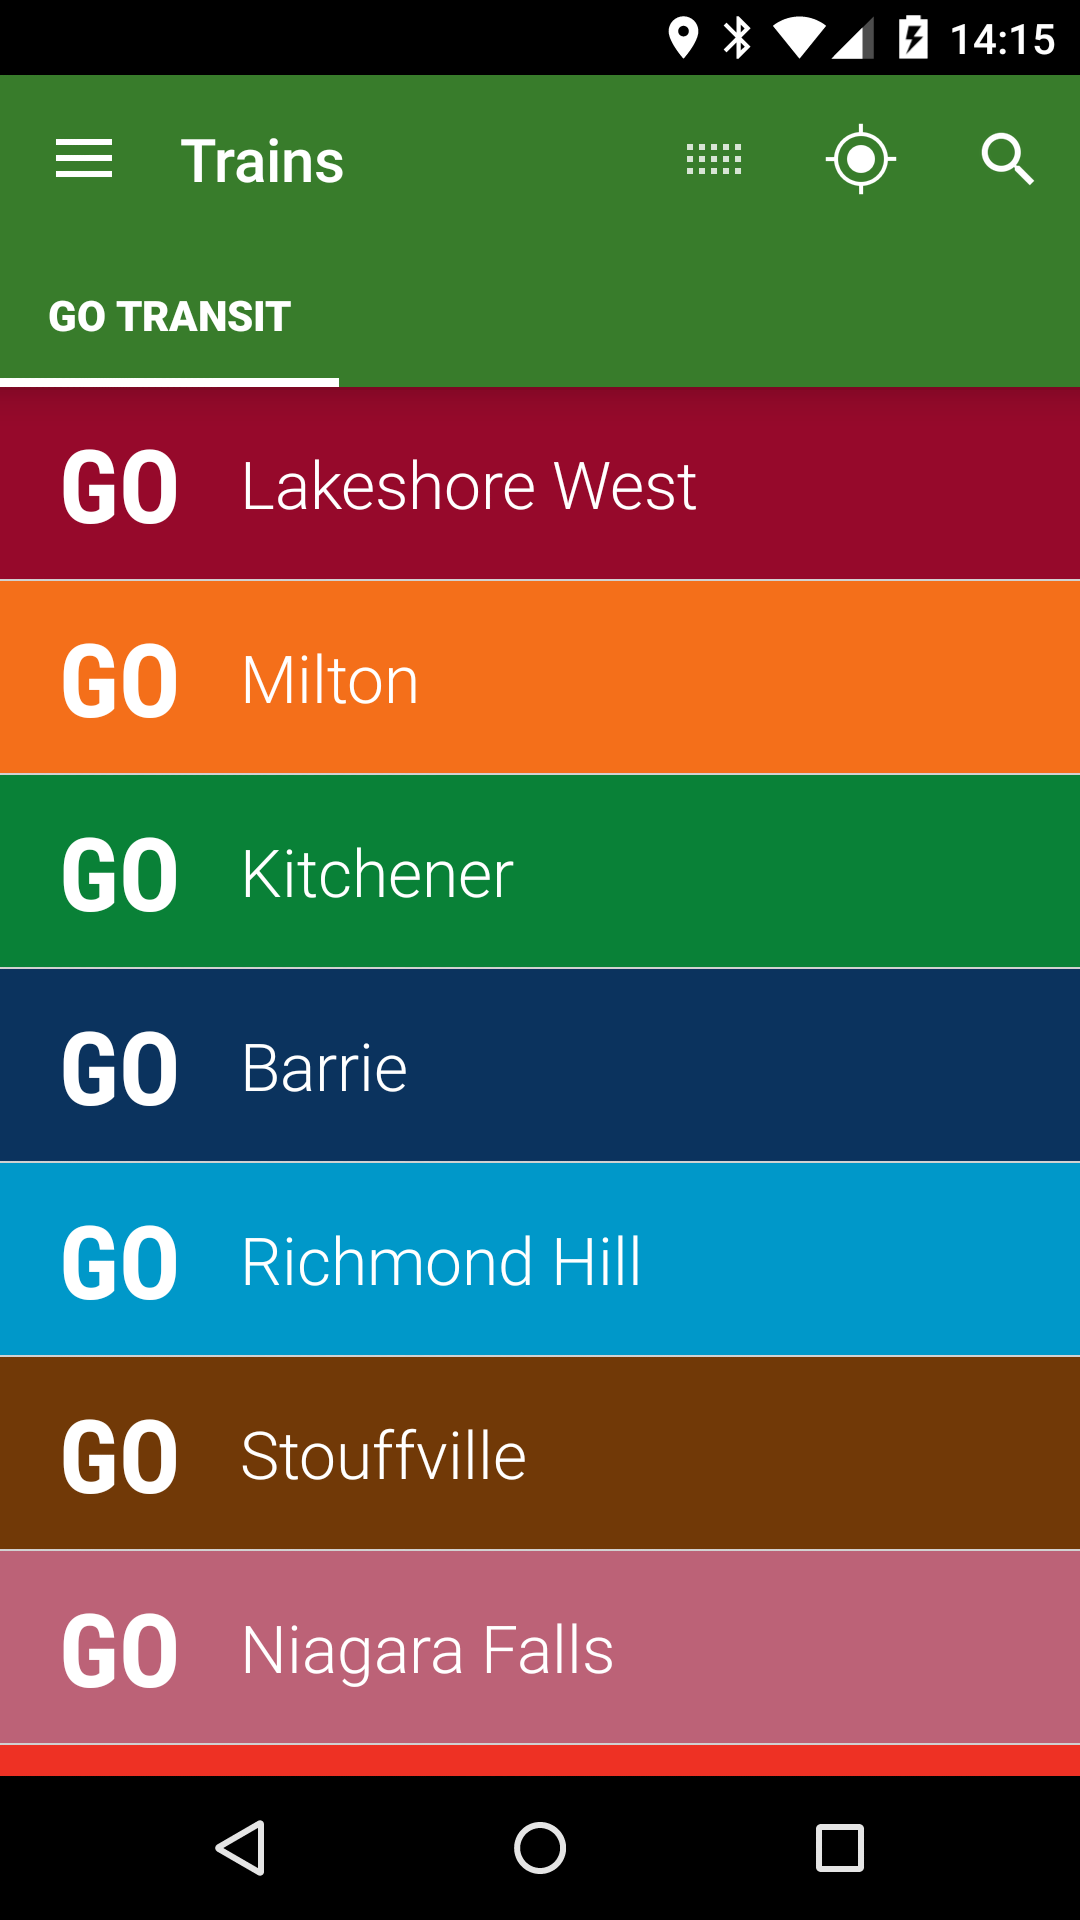 14:15
Trains
GO TRANSIT
GO Lakeshore West
GO Milton
GO Kitchener
GO Barrie
GO Richmond Hill
GO Stouffville
GO Niagara Falls